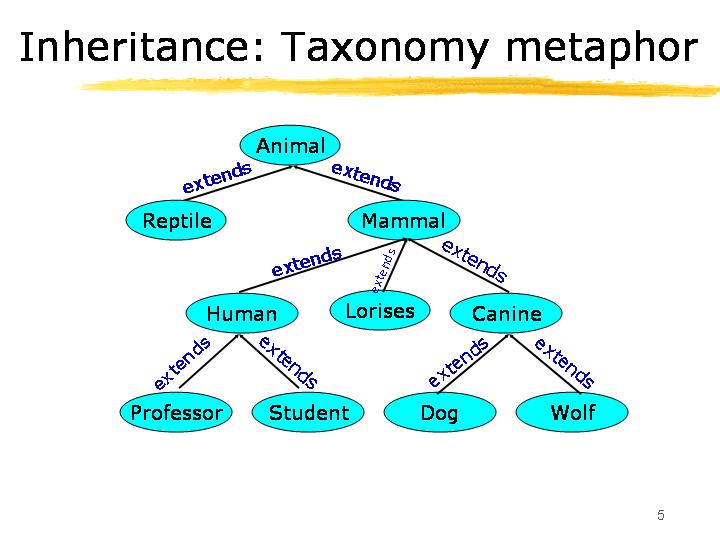 Inheritance: Taxonomy metaphor
Animal
extends
extends
Reptile
Mammal
extends
extends
extends
Human
Lorises
Canine
extends
extends
extends
extends
Professor
Student
Dog
Wolf
5